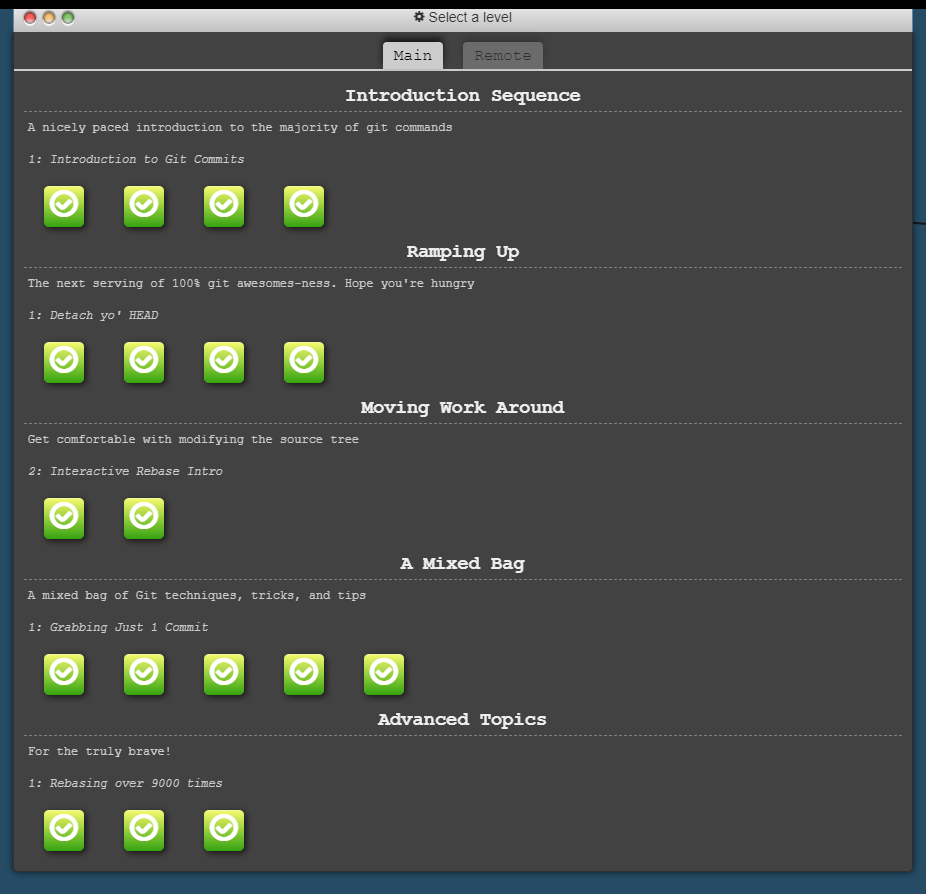 Select a level
Main Remote
Introduction Sequence
A nicely paced introduction to the majority of git commands
1: Introduction to Git Commits
Ramping Up
The next serving of 100% git awesomes-ness. Hope you're hungry
1: Detach yo' HEAD
Moving Work Around
Get comfortable with modifying the source tree
2: Interactive Rebase Intro
A Mixed Bag
A mixed bag of Git techniques, tricks, and tips
1: Grabbing Just 1 Commit
Advanced Topics
For the truly brave!
1: Rebasing over 9000 times